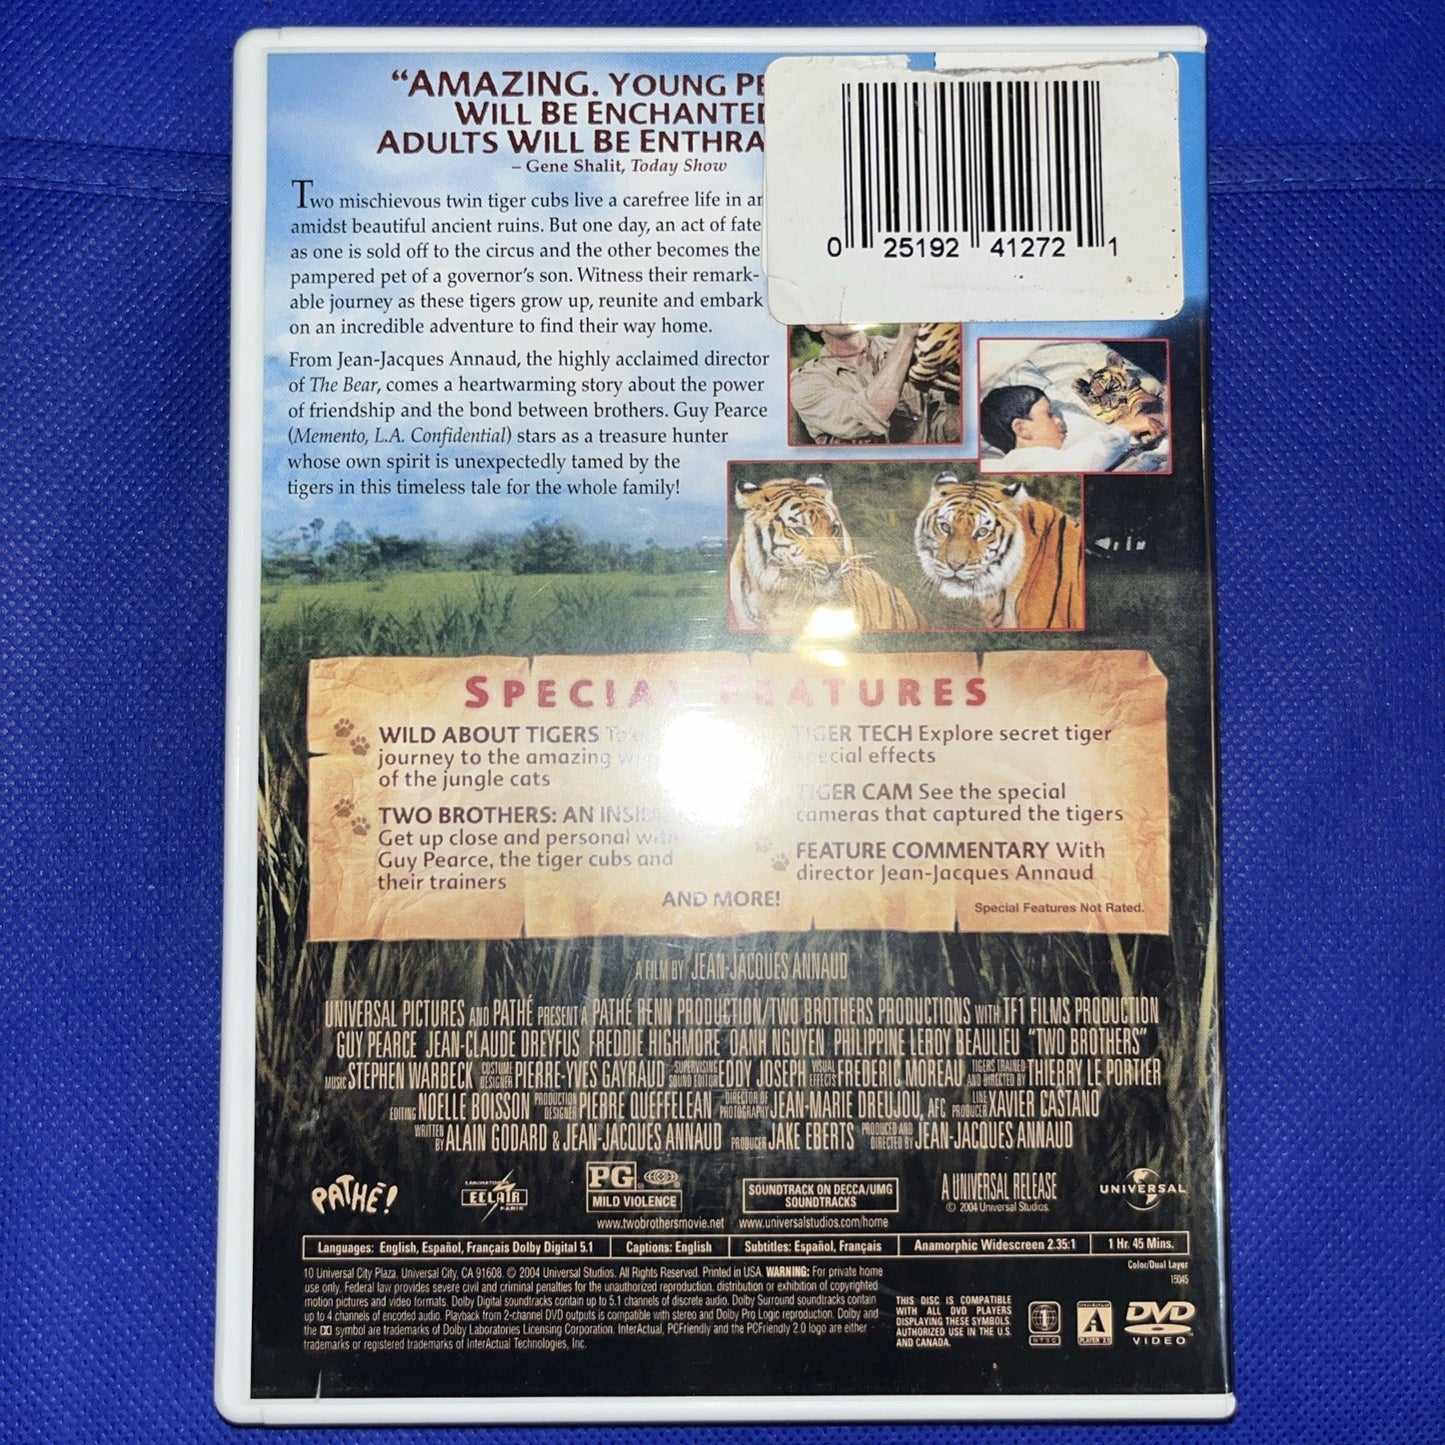 “AMAZING. YOUNG PE
WILL BE ENCHANTED
ADULTS WILL BE ENTHRA
– Gene Shalit, Today Show
0 25192 41272 1
Two mischievous twin tiger cubs live a carefree life in
amidst beautiful ancient ruins. But one day, an act of fate
as one is sold off to the circus and the other becomes the
pampered pet of a governor's son. Witness their remark-
able journey as these tigers grow up, reunite and embark
on an incredible adventure to find their way home.
From Jean-Jacques Annaud, the highly acclaimed director
of The Bear, comes a heartwarming story about the power
of friendship and the bond between brothers. Guy Pearce
(Memento, L.A. Confidential) stars as a treasure hunter
whose own spirit is unexpectedly tamed by the
tigers in this timeless tale for the whole family!
SPECIAL FEATURES
WILD ABOUT TIGERS
journey to the amazing
of the jungle cats
TWO BROTHERS: AN
Get up close and personal with
Guy Pearce, the tiger cubs and
their trainers
TIGER TECH Explore secret tiger
special effects
TIGER CAM See the special
cameras that captured the tigers
FEATURE COMMENTARY With
director Jean-Jacques Annaud
AND MORE!
Special Features Not Rated.
A FILM BY JEAN-JACQUES ANNAUD
UNIVERSAL PICTURES AND PATHÉ PRESENT A PATHÉ RENN PRODUCTION/TWO BROTHERS PRODUCTIONS WITH TF1 FILMS PRODUCTION
GUY PEARCE JEAN-CLAUDE DREYFUS FREDDIE HIGHMORE OANH NGUYEN PHILIPPINE LEROY BEAULIEU “TWO BROTHERS”
MUSIC STEPHEN WARBECK COSTUME DESIGNER PIERRE-YVES GAYRAUD SUPERVISING SOUND EDITOR EDDY JOSEPH VISUAL EFFECTS FREDERIC MOREAU TIGERS TRAINED AND DIRECTED BY THIERRY LE PORTIER
EDITING NOELLE BOISSON PRODUCTION DESIGNER PIERRE QUEFFELEAN DIRECTOR OF PHOTOGRAPHY JEAN-MARIE DREUJOU, AFC LINE PRODUCER XAVIER CASTANO
WRITTEN BY ALAIN GODARD & JEAN-JACQUES ANNAUD PRODUCER JAKE EBERTS PRODUCED AND DIRECTED BY JEAN-JACQUES ANNAUD
PATHÉ!
LABORATOIRES
ECLAIR
PARIS
PG
MILD VIOLENCE
SOUNDTRACK ON DECCA/UMG
SOUNDTRACKS
A UNIVERSAL RELEASE
© 2004 Universal Studios.
UNIVERSAL
www.twobrothersmovie.net www.universalstudios.com/home
Languages: English, Español, Français Dolby Digital 5.1 Captions: English Subtitles: Español, Français Anamorphic Widescreen 2.35:1 1 Hr. 45 Mins.
Color/Dual Layer
15045
10 Universal City Plaza, Universal City, CA 91608. © 2004 Universal Studios. All Rights Reserved. Printed in USA. WARNING: For private home
use only. Federal law provides severe civil and criminal penalties for the unauthorized reproduction, distribution or exhibition of copyrighted
motion pictures and video formats. Dolby Digital soundtracks contain up to 5.1 channels of discrete audio. Dolby Surround soundtracks contain
up to 4 channels of encoded audio. Playback from 2-channel DVD outputs is compatible with stereo and Dolby Pro Logic reproduction. Dolby and
the symbol are trademarks of Dolby Laboratories Licensing Corporation. InterActual, PCFriendly and the PCFriendly 2.0 logo are either
trademarks or registered trademarks of InterActual Technologies, Inc.
THIS DISC IS COMPATIBLE
WITH ALL DVD PLAYERS
DISPLAYING THESE SYMBOLS.
AUTHORIZED USE IN THE U.S.
AND CANADA.
1
NTSC
InterActual
PLAYER 2.0
DVD
VIDEO